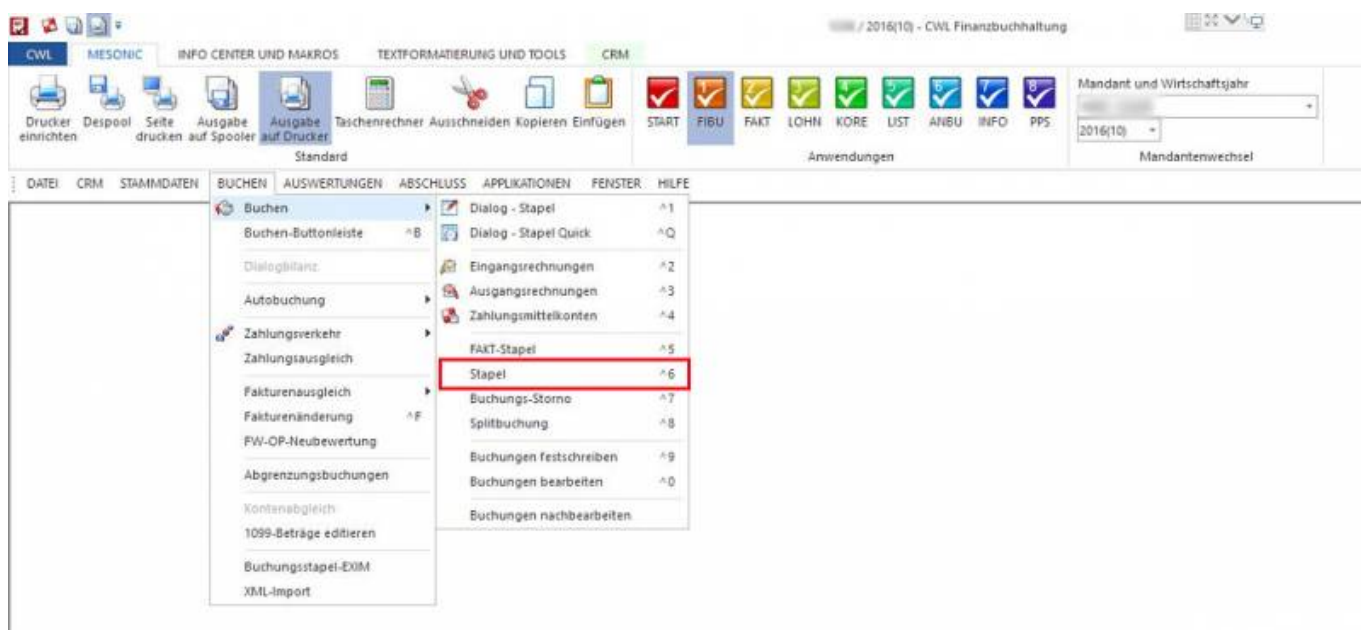 / 2016(10) - CWL Finanzbuchhaltung
CWL MESONIC INFO CENTER UND MAKROS TEXTFORMATIERUNG UND TOOLS CRM
Drucker einrichten
Despool
Seite drucken
Ausgabe auf Spooler
Ausgabe auf Drucker
Taschenrechner
Ausschneiden
Kopieren
Einfügen
Standard
START FIBU FAKT LOHN KORE LIST ANBU INFO PPS
Anwendungen
Mandant und Wirtschaftsjahr
2016(10)
Mandantenwechsel
DATEI CRM STAMMDATEN BUCHEN AUSWERTUNGEN ABSCHLUSS APPLIKATIONEN FENSTER HILFE
Buchen
Buchen-Buttonleiste ^B
Dialogbilanz
Autobuchung
Zahlungsverkehr
Zahlungsausgleich
Fakturenausgleich
Fakturenänderung ^F
FW-OP-Neubewertung
Abgrenzungsbuchungen
Kontenabgleich
1099-Beträge editieren
Buchungsstapel-EXIM
XML-Import
Dialog - Stapel ^1
Dialog - Stapel Quick ^Q
Eingangsrechnungen ^2
Ausgangsrechnungen ^3
Zahlungsmittelkonten ^4
FAKT-Stapel ^5
Stapel ^6
Buchungs-Storno ^7
Splitbuchung ^8
Buchungen festschreiben ^9
Buchungen bearbeiten ^0
Buchungen nachbearbeiten